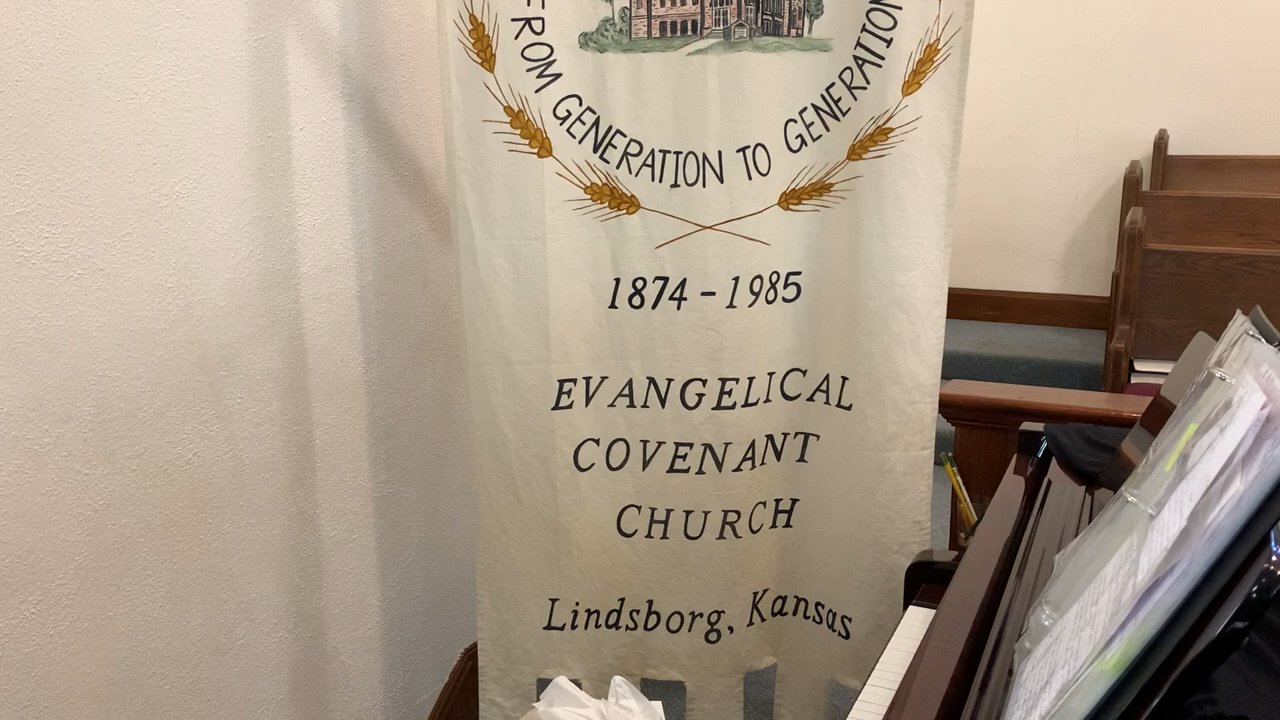 FROM GENERATION TO GENERATION
1874 - 1985
EVANGELICAL
COVENANT
CHURCH
Lindsborg, Kansas